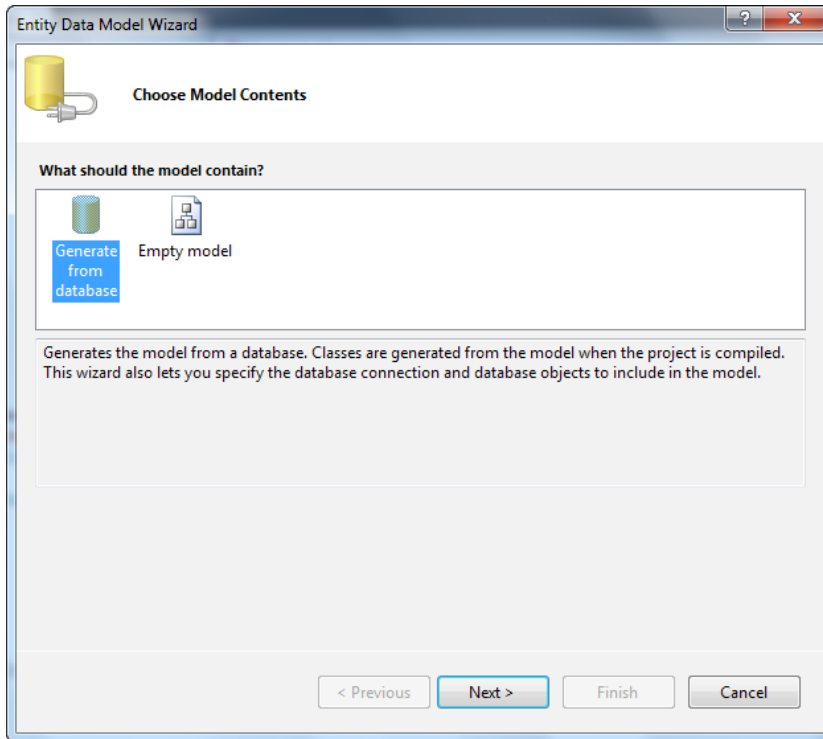 Entity Data Model Wizard
?
X
Choose Model Contents
What should the model contain?
Generate
from
database
Empty model
Generates the model from a database. Classes are generated from the model when the project is compiled.
This wizard also lets you specify the database connection and database objects to include in the model.
< Previous
Next >
Finish
Cancel